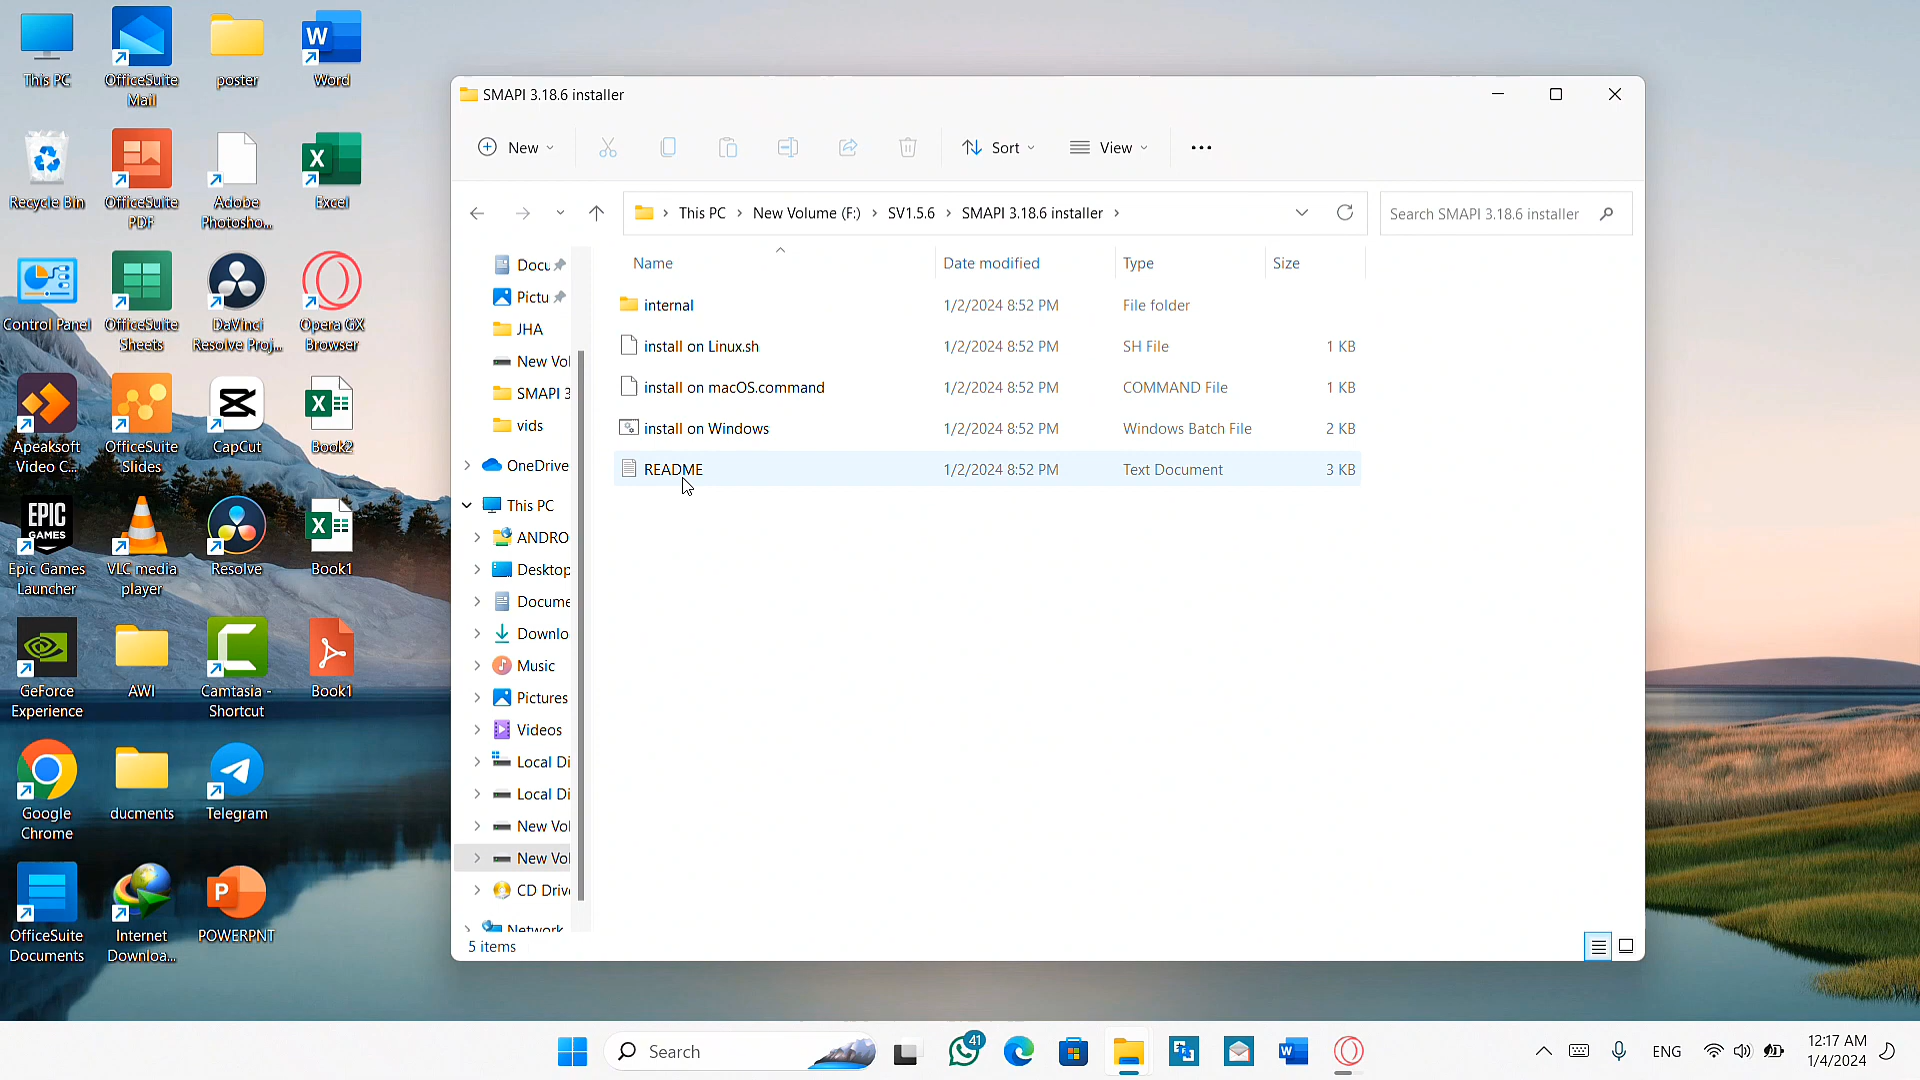 This PC
OfficeSuite
Mail
poster
Word
Recycle Bin
OfficeSuite
PDF
Adobe
Photosho...
Excel
Control Panel
OfficeSuite
Sheets
DaVinci
Resolve Proj...
Opera GX
Browser
Apeaksoft
Video C...
OfficeSuite
Slides
CapCut
Book2
EPIC
GAMES
Epic Games
Launcher
VLC media
player
Resolve
Book1
GeForce
Experience
AWI
Camtasia -
Shortcut
Book1
Google
Chrome
ducments
Telegram
OfficeSuite
Documents
Internet
Downloa...
POWERPNT
SMAPI 3.18.6 installer
New
Sort
View
This PC
New Volume (F:)
SV1.5.6
SMAPI 3.18.6 installer
Search SMAPI 3.18.6 installer
Docu
Pictu
JHA
New Vol
SMAPI 3
vids
OneDrive
This PC
ANDRO
Desktop
Docume
Downlo
Music
Pictures
Videos
Local Di
Local Di
New Vol
New Vol
CD Driv
Network
Name Date modified Type Size
internal 1/2/2024 8:52 PM File folder
install on Linux.sh 1/2/2024 8:52 PM SH File 1 KB
install on macOS.command 1/2/2024 8:52 PM COMMAND File 1 KB
install on Windows 1/2/2024 8:52 PM Windows Batch File 2 KB
README 1/2/2024 8:52 PM Text Document 3 KB
5 items
Search
41
ENG
12:17 AM
1/4/2024